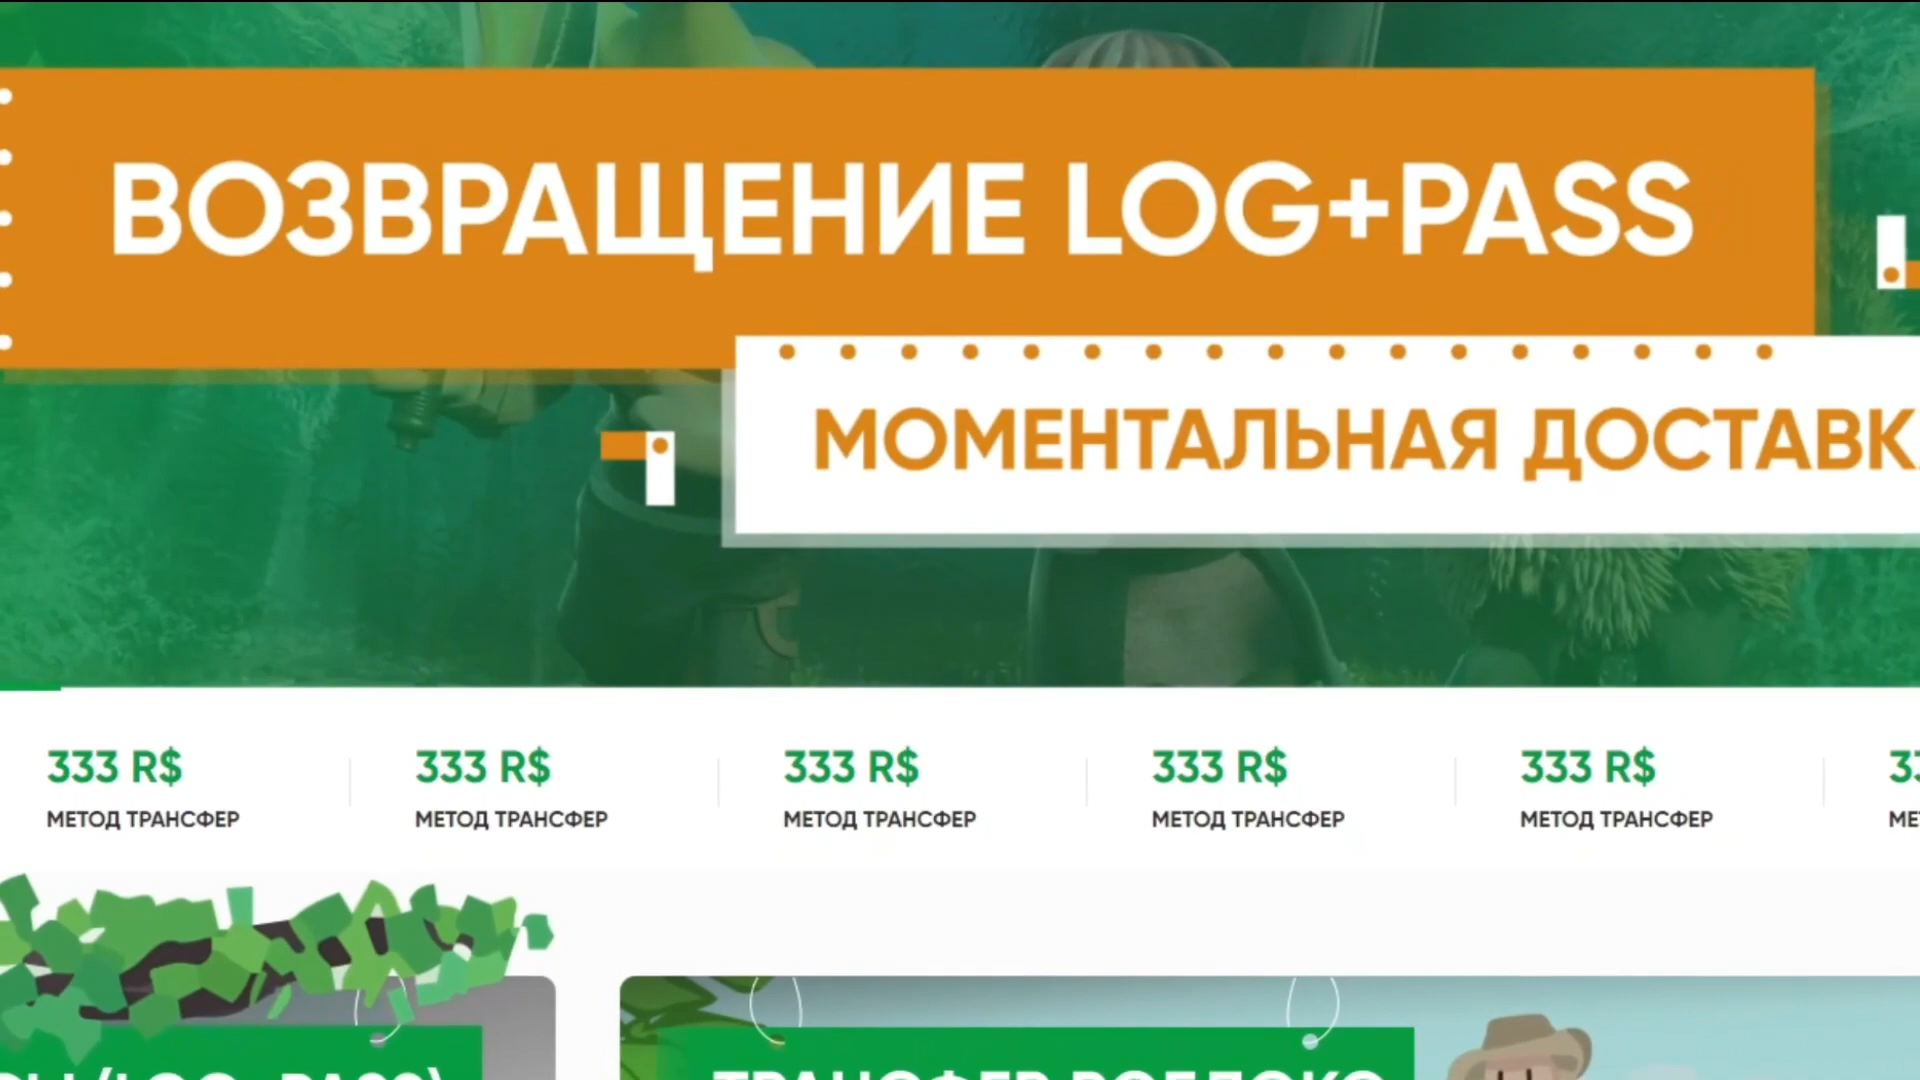 ВОЗВРАЩЕНИЕ LOG+PASS
МОМЕНТАЛЬНАЯ
333 R$ 333 R$ 333 R$ 333 R$ 333 R$
МЕТОД ТРАНСФЕР МЕТОД ТРАНСФЕР МЕТОД ТРАНСФЕР МЕТОД ТРАНСФЕР МЕТОД ТРАНСФЕР
ТРАНСФЕР